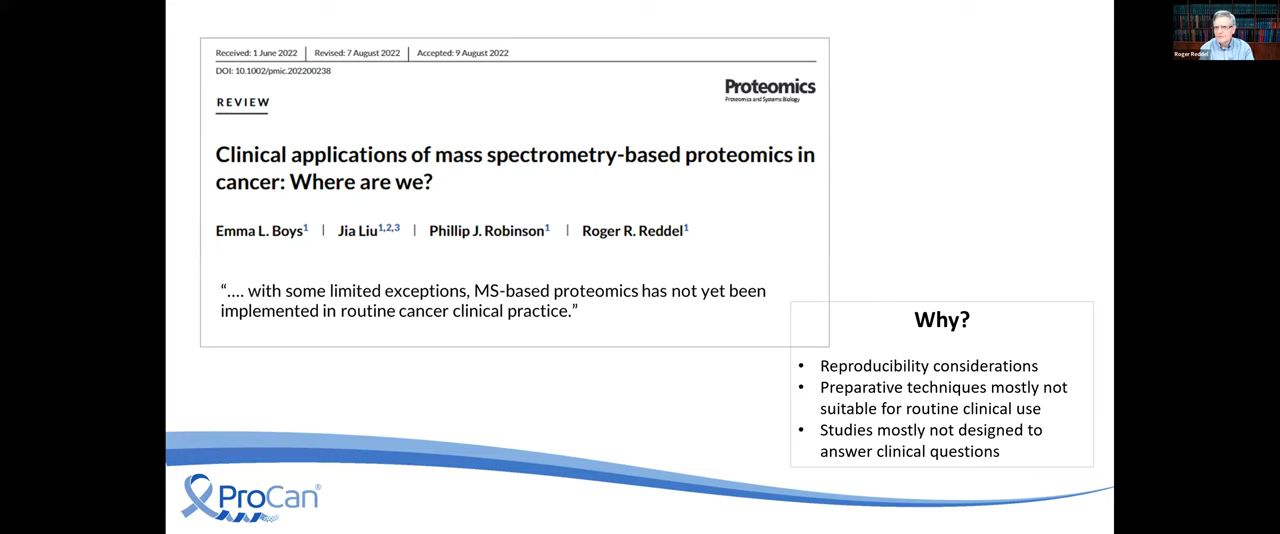 Received: 1 June 2022 | Revised: 7 August 2022 | Accepted: 9 August 2022
DOI: 10.1002/pmic.202200238
REVIEW
Proteomics
Proteomics and Systems Biology
Clinical applications of mass spectrometry-based proteomics in
cancer: Where are we?
Emma L. Boys1 | Jia Liu1,2,3 | Phillip J. Robinson1 | Roger R. Reddel1
“.... with some limited exceptions, MS-based proteomics has not yet been
implemented in routine cancer clinical practice.”
Why?
• Reproducibility considerations
• Preparative techniques mostly not
suitable for routine clinical use
• Studies mostly not designed to
answer clinical questions
ProCan®
Roger Reddel